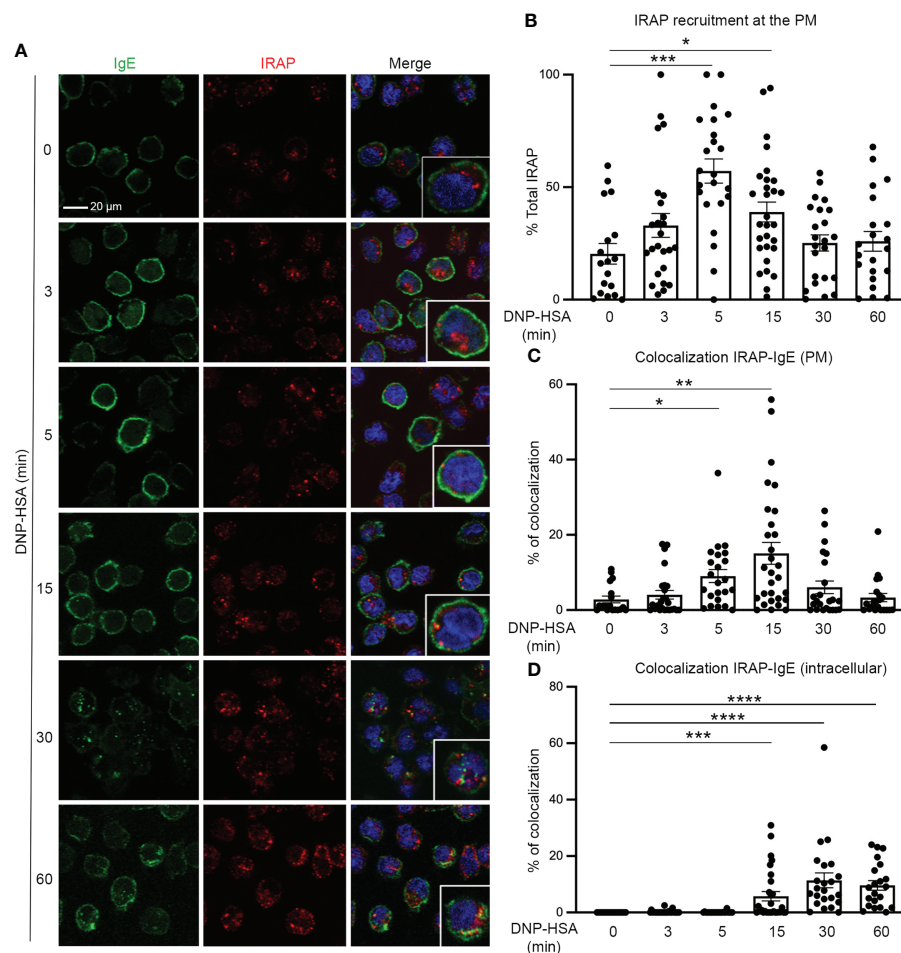 A
IgE
IRAP
Merge
0
20 µm
3
5
15
30
60
DNP-HSA (min)
B
IRAP recruitment at the PM
*
***
100
50
0
% Total IRAP
DNP-HSA 0 3 5 15 30 60
(min)
C
Colocalization IRAP-IgE (PM)
**
*
60
40
20
0
% of colocalization
DNP-HSA 0 3 5 15 30 60
(min)
D
Colocalization IRAP-IgE (intracellular)
****
****
***
80
60
40
20
0
% of colocalization
DNP-HSA 0 3 5 15 30 60
(min)